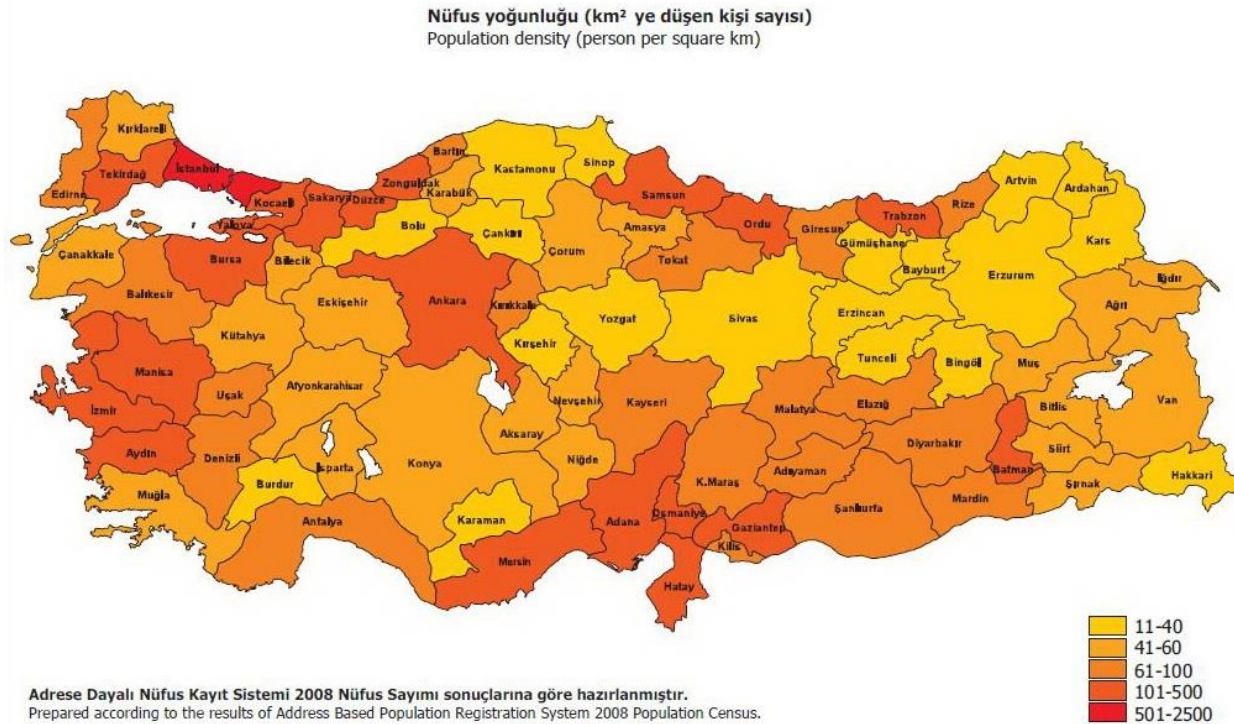 Nüfus yoğunluğu (km² ye düşen kişi sayısı)
Population density (person per square km)
Kırklareli
Edirne
Tekirdağ
İstanbul
Kocaeli
Yalova
Sakarya
Düzce
Zonguldak
Bartın
Karabük
Kastamonu
Sinop
Samsun
Ordu
Giresun
Trabzon
Rize
Artvin
Ardahan
Kars
Gümüşhane
Bayburt
Erzurum
Iğdır
Ağrı
Çanakkale
Balıkesir
Bursa
Bilecik
Bolu
Çankırı
Çorum
Amasya
Tokat
Eskişehir
Ankara
Kırıkkale
Yozgat
Sivas
Erzincan
Tunceli
Bingöl
Muş
Bitlis
Van
Kütahya
Kırşehir
Manisa
Uşak
Afyonkarahisar
Nevşehir
Kayseri
Malatya
Elazığ
Diyarbakır
Batman
Siirt
Şırnak
Hakkari
İzmir
Aydın
Denizli
Isparta
Burdur
Konya
Aksaray
Niğde
K.Maraş
Adıyaman
Şanlıurfa
Mardin
Muğla
Antalya
Karaman
Mersin
Adana
Osmaniye
Gaziantep
Kilis
Hatay
11-40
41-60
61-100
101-500
501-2500
Adrese Dayalı Nüfus Kayıt Sistemi 2008 Nüfus Sayımı sonuçlarına göre hazırlanmıştır.
Prepared according to the results of Address Based Population Registration System 2008 Population Census.